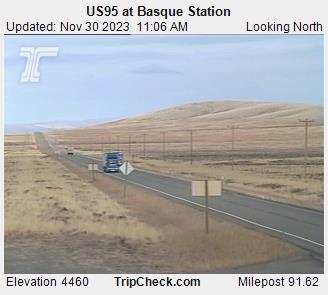 US95 at Basque Station
Updated: Nov 30 2023 11:06 AM Looking North
Elevation 4460 TripCheck.com Milepost 91.62